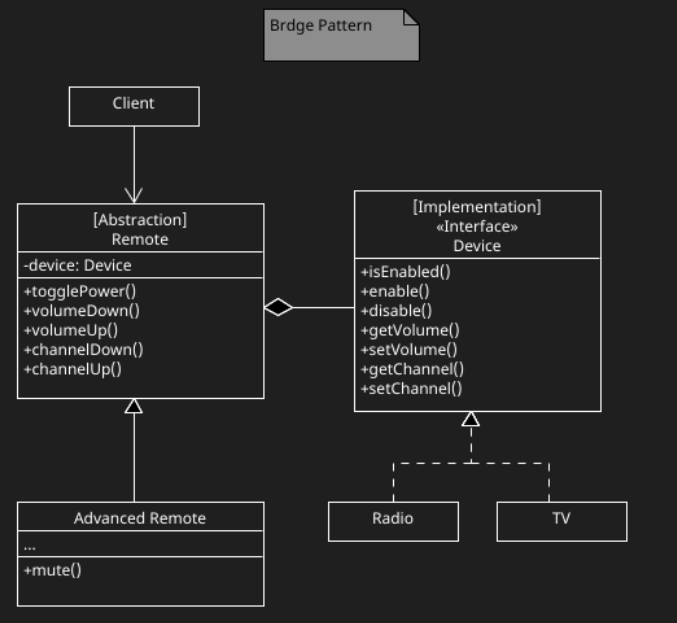 Brdge Pattern
Client
[Abstraction]
Remote
-device: Device
+togglePower()
+volumeDown()
+volumeUp()
+channelDown()
+channelUp()
[Implementation]
«Interface»
Device
+isEnabled()
+enable()
+disable()
+getVolume()
+setVolume()
+getChannel()
+setChannel()
Advanced Remote
...
+mute()
Radio
TV